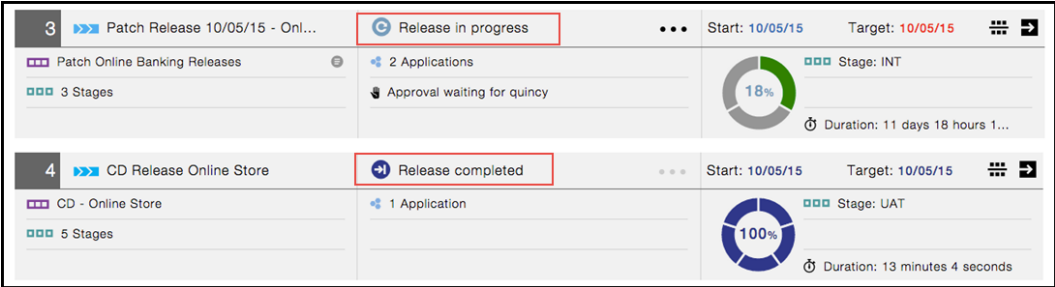 3 Patch Release 10/05/15 - Onl... Release in progress Start: 10/05/15 Target: 10/05/15
Patch Online Banking Releases 2 Applications 18% Stage: INT
3 Stages Approval waiting for quincy
Duration: 11 days 18 hours 1...
4 CD Release Online Store Release completed Start: 10/05/15 Target: 10/05/15
CD - Online Store 1 Application 100% Stage: UAT
5 Stages
Duration: 13 minutes 4 seconds